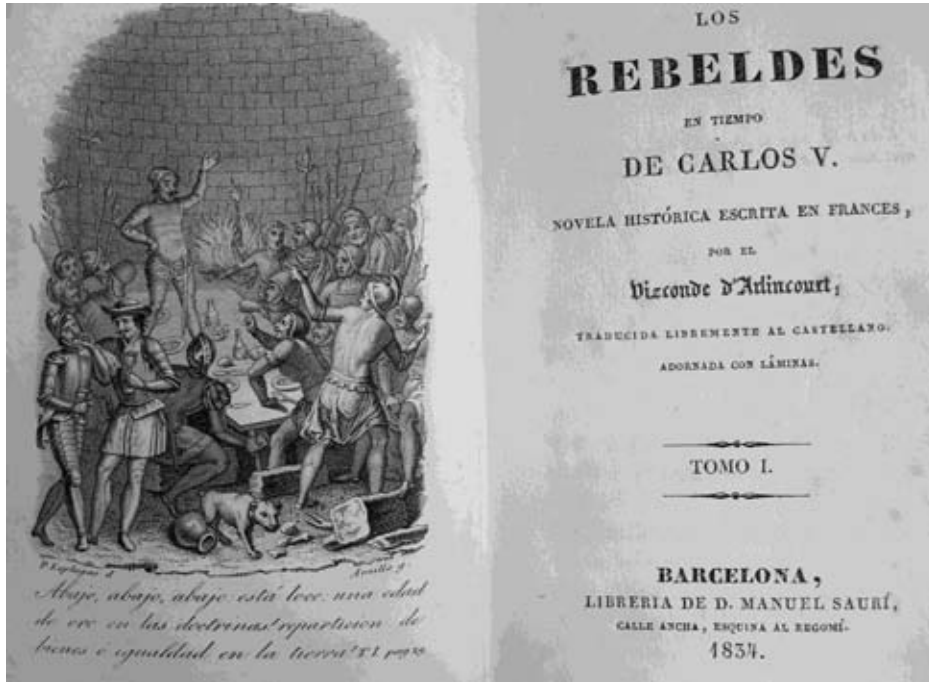 Abajo, abajo, abajo está loco una edad
de oro en las doctrinas! reparticion de
bienes e igualdad en la tierra! T. I. pag
LOS
REBELDES
EN TIEMPO
DE CARLOS V.
NOVELA HISTÓRICA ESCRITA EN FRANCES,
POR EL
Vizconde d'Arlincourt,
TRADUCIDA LIBREMENTE AL CASTELLANO.
ADORNADA CON LÁMINAS.
TOMO I.
BARCELONA,
LIBRERIA DE D. MANUEL SAURÍ,
CALLE ANCHA, ESQUINA AL REGOMÍ.
1834.